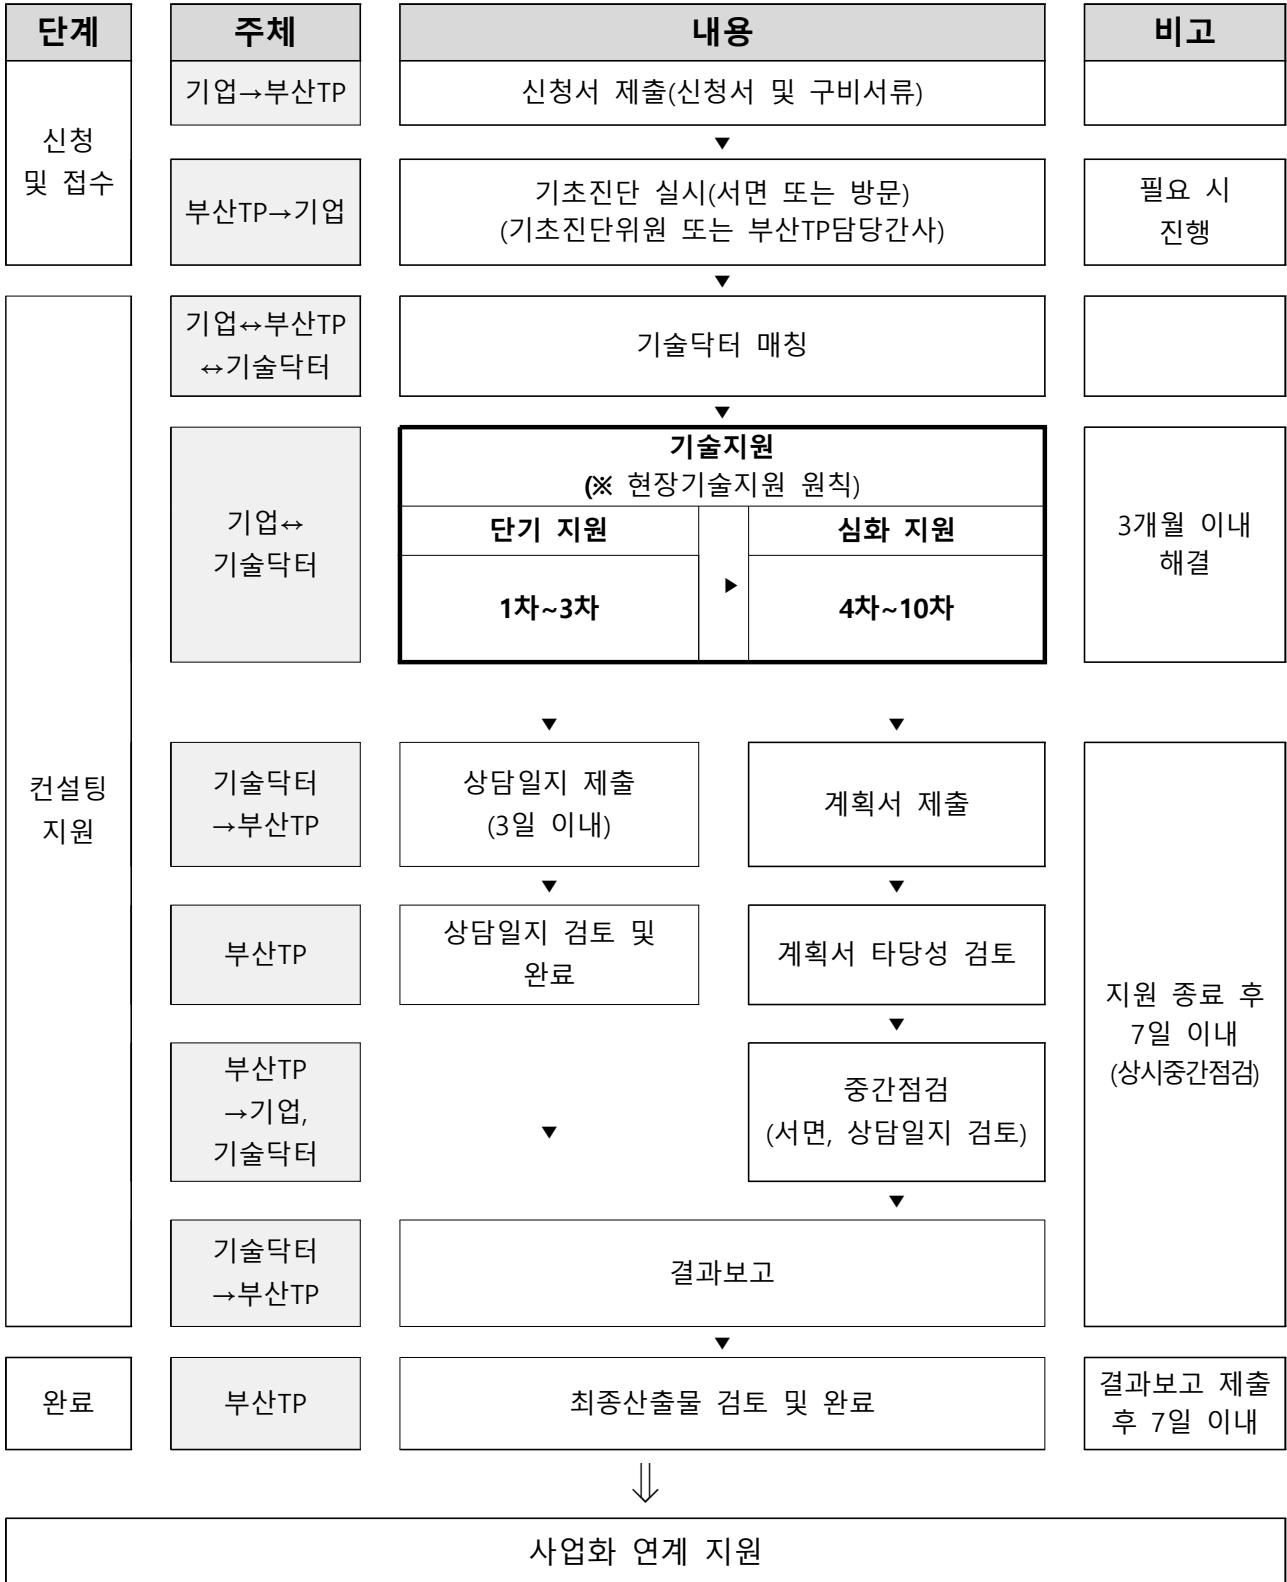 단계
주체
내용
비고
신청
및 접수
기업→부산TP
신청서 제출(신청서 및 구비서류)
▼
부산TP→기업
기초진단 실시(서면 또는 방문)
(기초진단위원 또는 부산TP담당간사)
필요 시
진행
▼
컨설팅
지원
기업↔부산TP
↔기술닥터
기술닥터 매칭
▼
기업↔
기술닥터
기술지원
(※ 현장기술지원 원칙)
단기 지원
심화 지원
1차~3차
▶
4차~10차
3개월 이내
해결
▼
▼
기술닥터
→부산TP
상담일지 제출
(3일 이내)
계획서 제출
▼
▼
부산TP
상담일지 검토 및
완료
계획서 타당성 검토
지원 종료 후
7일 이내
(상시중간점검)
▼
부산TP
→기업,
기술닥터
▼
중간점검
(서면, 상담일지 검토)
▼
기술닥터
→부산TP
결과보고
▼
완료
부산TP
최종산출물 검토 및 완료
결과보고 제출
후 7일 이내
⇓
사업화 연계 지원